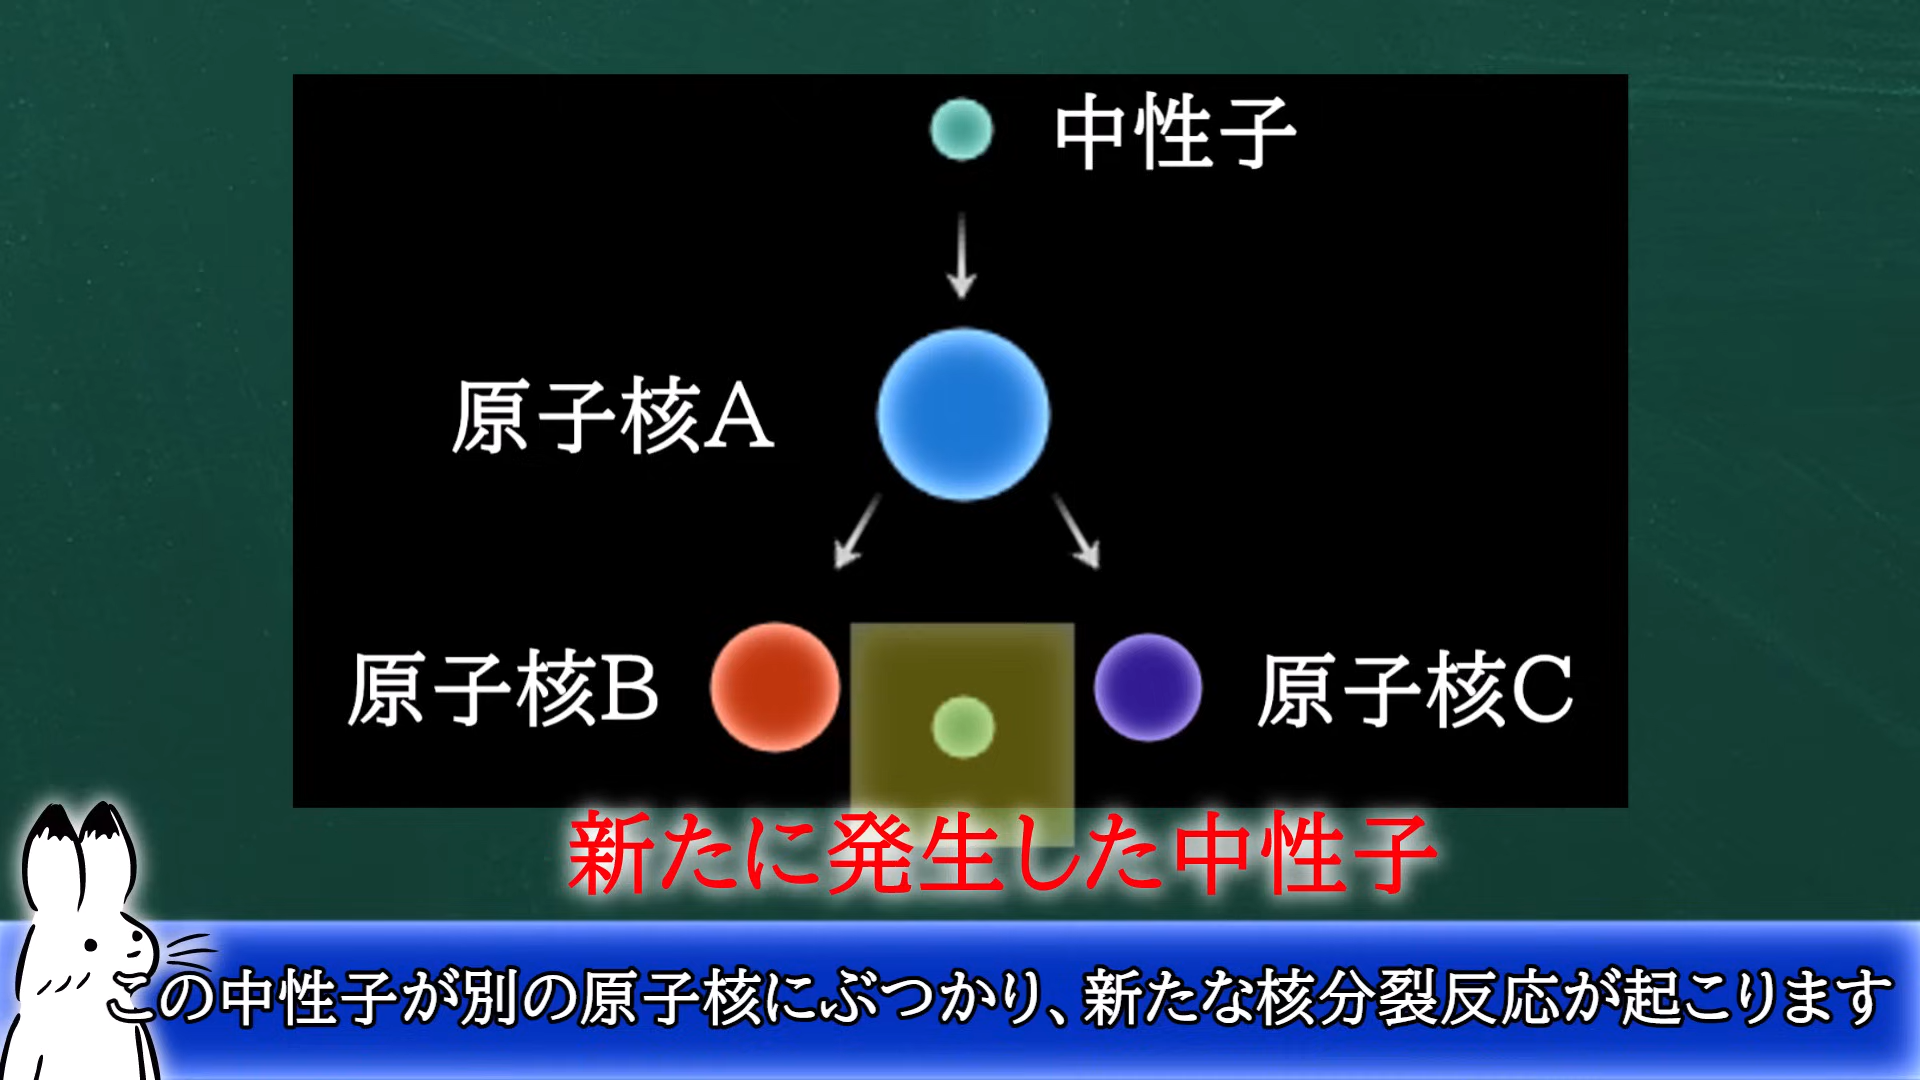 中性子
原子核A
原子核B
原子核C
新たに発生した中性子
この中性子が別の原子核にぶつかり、新たな核分裂反応が起こります